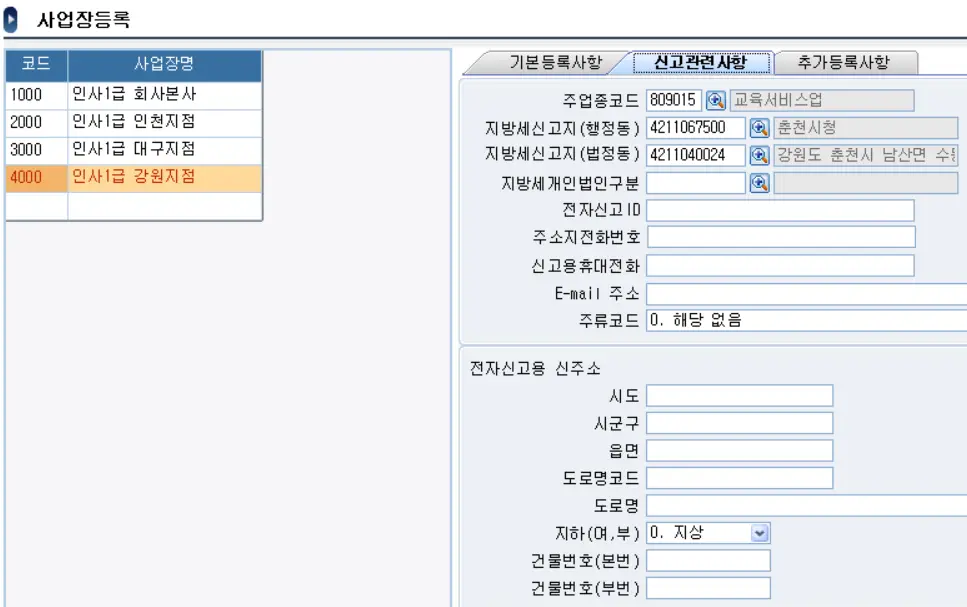 사업장등록
코드 사업장명
1000 인사1급 회사본사
2000 인사1급 인천지점
3000 인사1급 대구지점
4000 인사1급 강원지점
기본등록사항 신고관련사항 추가등록사항
주업종코드 809015 교육서비스업
지방세신고지(행정동) 4211067500 춘천시청
지방세신고지(법정동) 4211040024 강원도 춘천시 남산면
지방세개인법인구분
전자신고ID
주소지전화번호
신고용휴대전화
E-mail 주소
주류코드 0. 해당 없음
전자신고용 신주소
시도
시군구
읍면
도로명코드
도로명
지하(여,부) 0. 지상
건물번호(본번)
건물번호(부번)